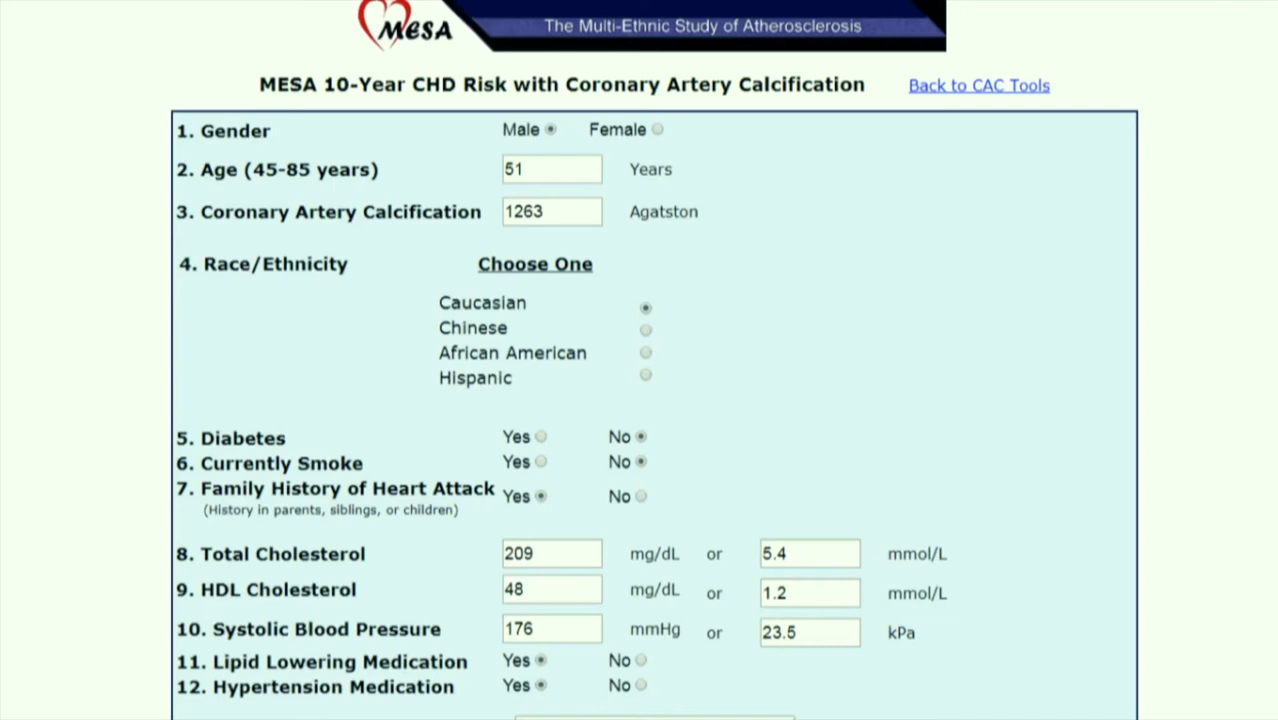 MESA The Multi-Ethnic Study of Atherosclerosis
MESA 10-Year CHD Risk with Coronary Artery Calcification Back to CAC Tools
1. Gender Male Female
2. Age (45-85 years) 51 Years
3. Coronary Artery Calcification 1263 Agatston
4. Race/Ethnicity Choose One
Caucasian
Chinese
African American
Hispanic
5. Diabetes Yes No
6. Currently Smoke Yes No
7. Family History of Heart Attack Yes No
(History in parents, siblings, or children)
8. Total Cholesterol 209 mg/dL or 5.4 mmol/L
9. HDL Cholesterol 48 mg/dL or 1.2 mmol/L
10. Systolic Blood Pressure 176 mmHg or 23.5 kPa
11. Lipid Lowering Medication Yes No
12. Hypertension Medication Yes No